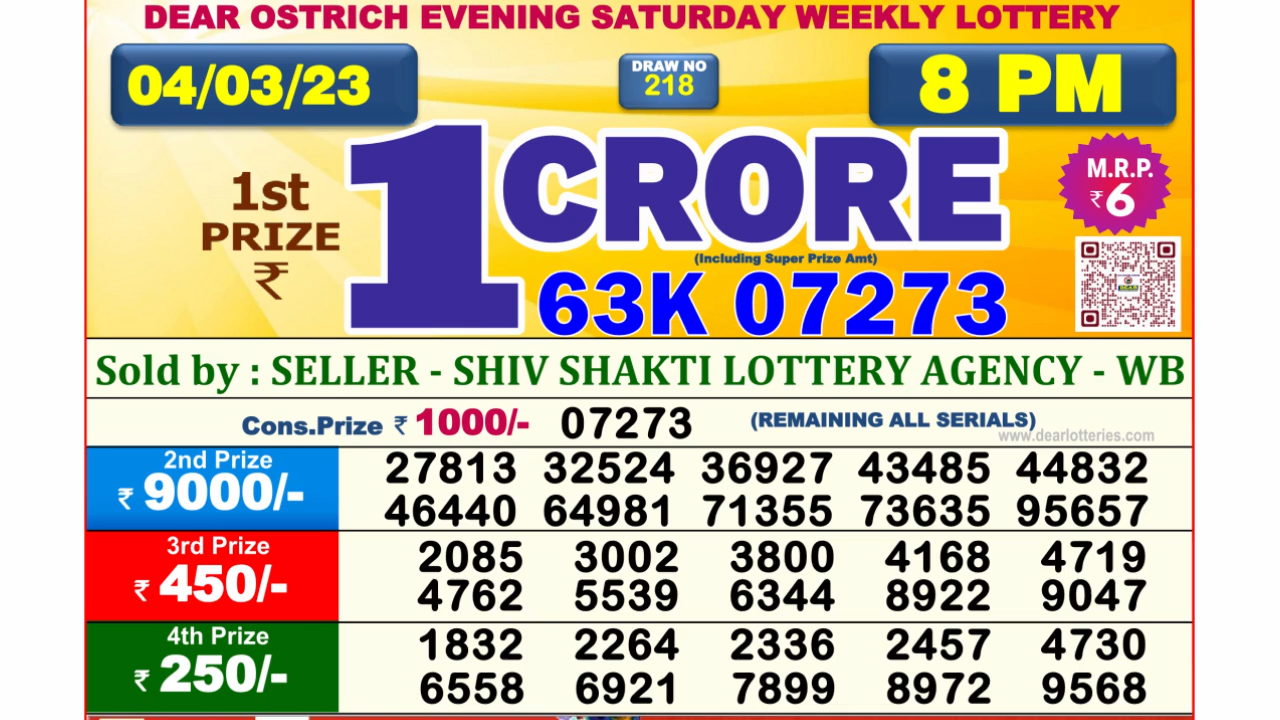 DEAR OSTRICH EVENING SATURDAY WEEKLY LOTTERY
04/03/23
DRAW NO
218
8 PM
1st
PRIZE
₹
1 CRORE
(Including Super Prize Amt)
63K 07273
M.R.P.
₹6
Sold by : SELLER - SHIV SHAKTI LOTTERY AGENCY - WB
Cons.Prize ₹ 1000/- 07273 (REMAINING ALL SERIALS)
www.dearlotteries.com
2nd Prize
₹ 9000/-
27813 32524 36927 43485 44832
46440 64981 71355 73635 95657
3rd Prize
₹ 450/-
2085 3002 3800 4168 4719
4762 5539 6344 8922 9047
4th Prize
₹ 250/-
1832 2264 2336 2457 4730
6558 6921 7899 8972 9568